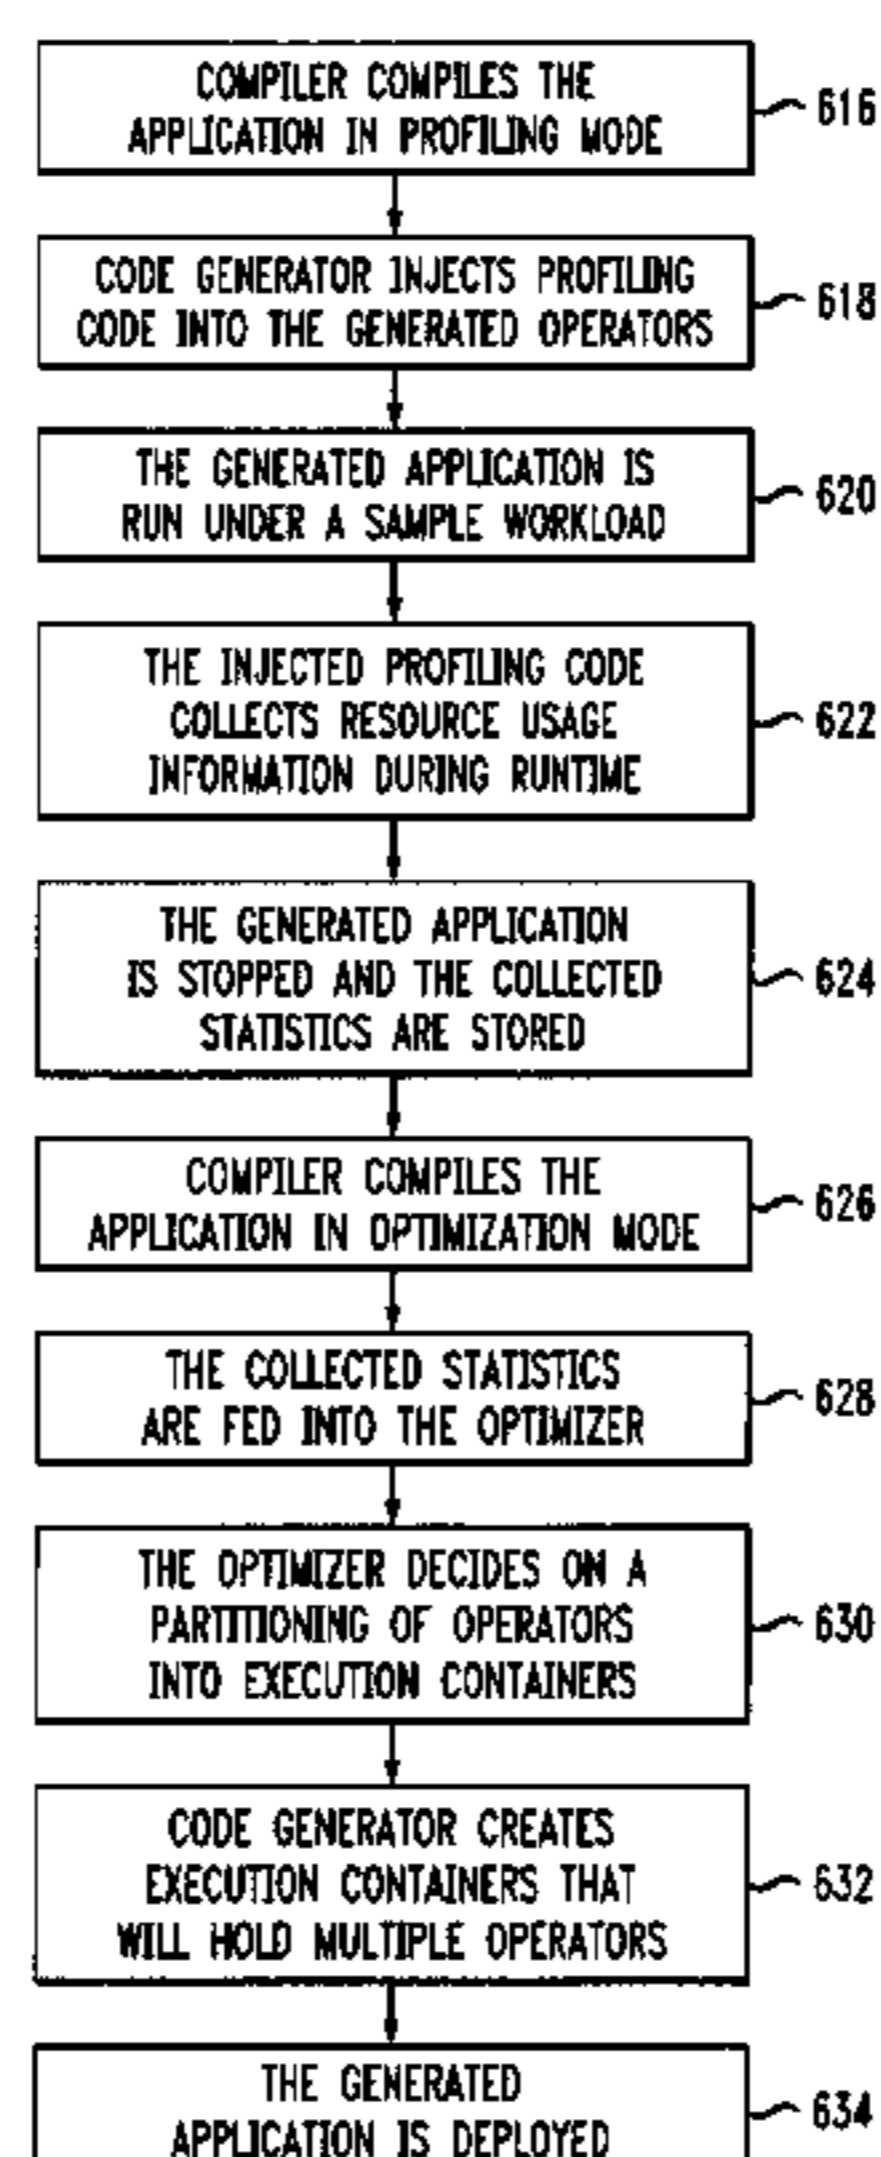 COMPILER COMPILES THE
APPLICATION IN PROFILING MODE
616
CODE GENERATOR INJECTS PROFILING
CODE INTO THE GENERATED OPERATORS
618
THE GENERATED APPLICATION IS
RUN UNDER A SAMPLE WORKLOAD
620
THE INJECTED PROFILING CODE
COLLECTS RESOURCE USAGE
INFORMATION DURING RUNTIME
622
THE GENERATED APPLICATION
IS STOPPED AND THE COLLECTED
STATISTICS ARE STORED
624
COMPILER COMPILES THE
APPLICATION IN OPTIMIZATION MODE
626
THE COLLECTED STATISTICS
ARE FED INTO THE OPTIMIZER
628
THE OPTIMIZER DECIDES ON A
PARTITIONING OF OPERATORS
INTO EXECUTION CONTAINERS
630
CODE GENERATOR CREATES
EXECUTION CONTAINERS THAT
WILL HOLD MULTIPLE OPERATORS
632
THE GENERATED
APPLICATION IS DEPLOYED
634